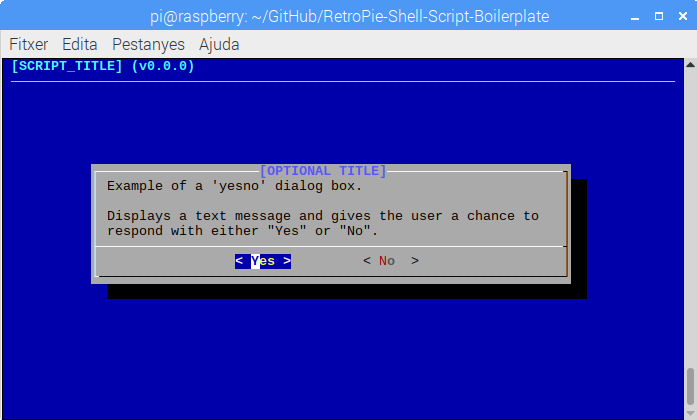 pi@raspberry: ~/GitHub/RetroPie-Shell-Script-Boilerplate
Fitxer Edita Pestanyes Ajuda
[SCRIPT_TITLE] (v0.0.0)
[OPTIONAL TITLE]
Example of a 'yesno' dialog box.
Displays a text message and gives the user a chance to
respond with either "Yes" or "No".
< Yes > < No >